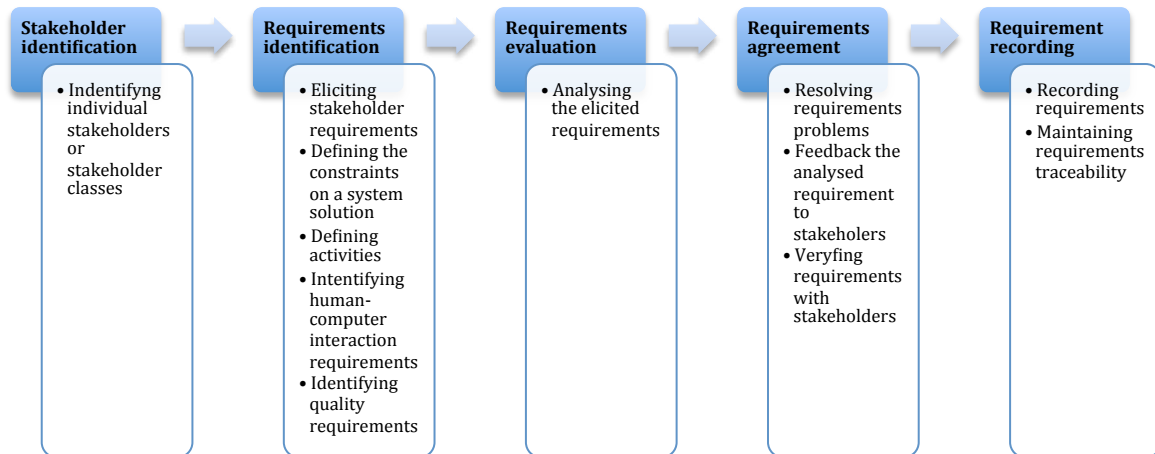 Stakeholder
identification
• Indentifyng
individual
stakeholders
or
stakeholder
classes
Requirements
identification
• Eliciting
stakeholder
requirements
• Defining the
constraints
on a system
solution
• Defining
activities
• Intentifying
human-
computer
interaction
requirements
• Identifying
quality
requirements
Requirements
evaluation
• Analysing
the elicited
requirements
Requirements
agreement
• Resolving
requirements
problems
• Feedback the
analysed
requirement
to
stakeholers
• Veryfing
requirements
with
stakeholders
Requirement
recording
• Recording
requirements
• Maintaining
requirements
traceability